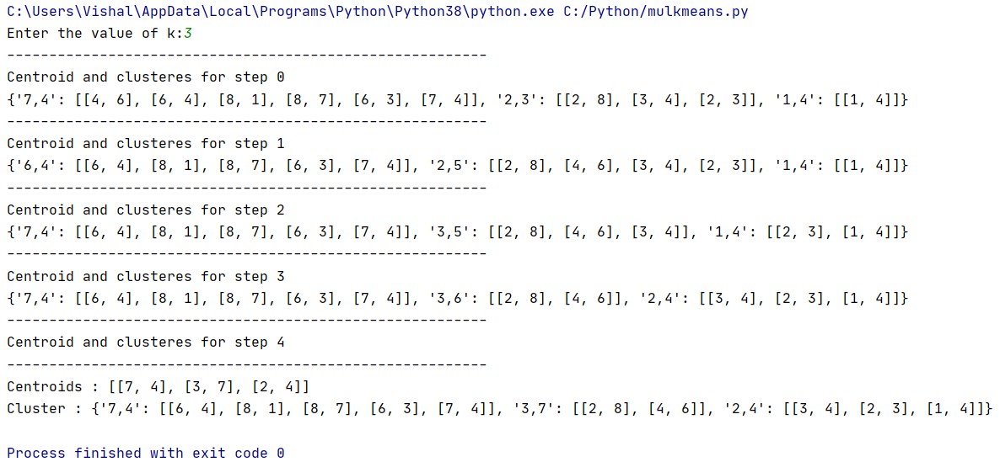 C:\Users\Vishal\AppData\Local\Programs\Python\Python38\python.exe C:/Python/mulkmeans.py
Enter the value of k:3
---------------------------------------------------------
Centroid and clusteres for step 0
{'7,4': [[4, 6], [6, 4], [8, 1], [8, 7], [6, 3], [7, 4]], '2,3': [[2, 8], [3, 4], [2, 3]], '1,4': [[1, 4]]}
---------------------------------------------------------
Centroid and clusteres for step 1
{'6,4': [[6, 4], [8, 1], [8, 7], [6, 3], [7, 4]], '2,5': [[2, 8], [4, 6], [3, 4], [2, 3]], '1,4': [[1, 4]]}
---------------------------------------------------------
Centroid and clusteres for step 2
{'7,4': [[6, 4], [8, 1], [8, 7], [6, 3], [7, 4]], '3,5': [[2, 8], [4, 6], [3, 4]], '1,4': [[2, 3], [1, 4]]}
---------------------------------------------------------
Centroid and clusteres for step 3
{'7,4': [[6, 4], [8, 1], [8, 7], [6, 3], [7, 4]], '3,6': [[2, 8], [4, 6]], '2,4': [[3, 4], [2, 3], [1, 4]]}
---------------------------------------------------------
Centroid and clusteres for step 4
---------------------------------------------------------
Centroids : [[7, 4], [3, 7], [2, 4]]
Cluster : {'7,4': [[6, 4], [8, 1], [8, 7], [6, 3], [7, 4]], '3,7': [[2, 8], [4, 6]], '2,4': [[3, 4], [2, 3], [1, 4]]}
Process finished with exit code 0